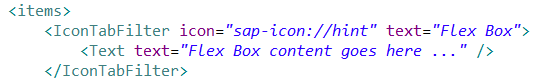 <items>
<IconTabFilter icon="sap-icon://hint" text="Flex Box">
<Text text="Flex Box content goes here ..." />
</IconTabFilter>